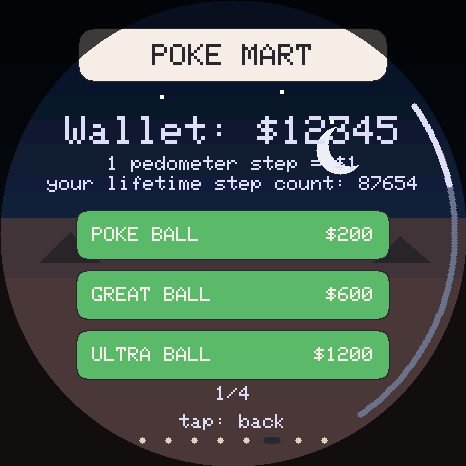 POKE MART
Wallet: $12345
1 pedometer step = $1
your lifetime step count: 87654
POKE BALL $200
GREAT BALL $600
ULTRA BALL $1200
1/4
tap: back